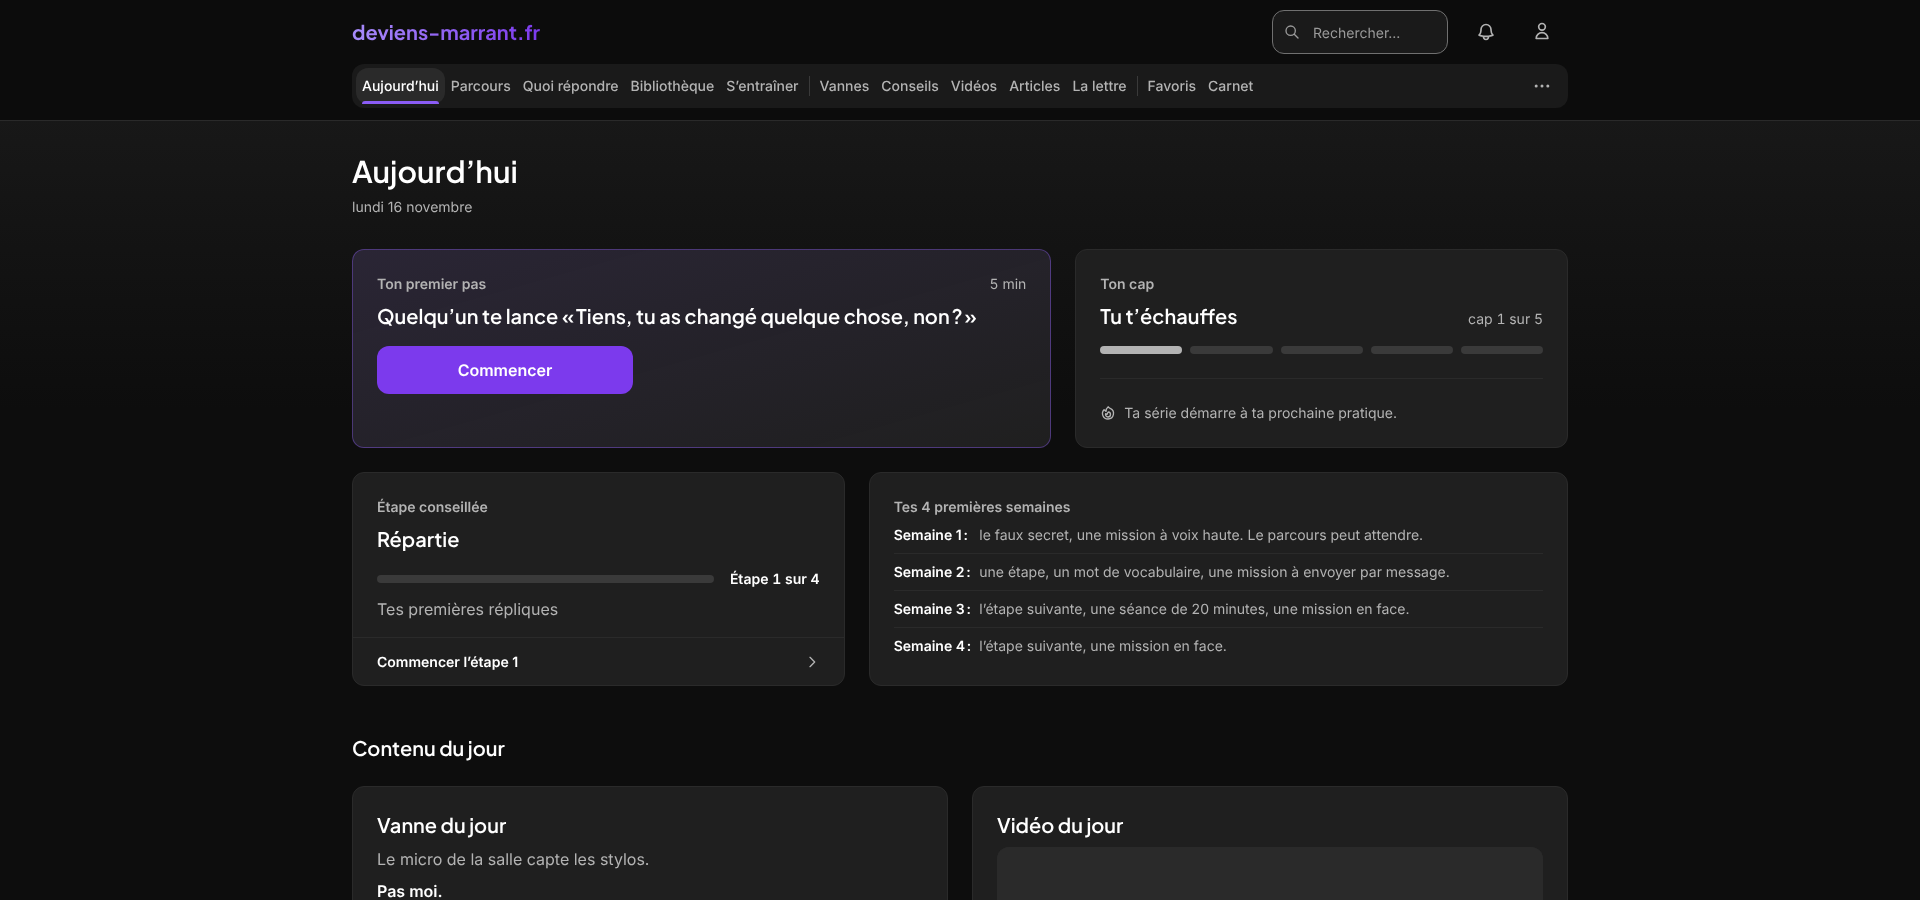 deviens-marrant.fr
Rechercher...
Aujourd’hui Parcours Quoi répondre Bibliothèque S’entraîner Vannes Conseils Vidéos Articles La lettre Favoris Carnet
Aujourd’hui
lundi 16 novembre
Ton premier pas
5 min
Quelqu’un te lance « Tiens, tu as changé quelque chose, non ? »
Commencer
Ton cap
Tu t’échauffes
cap 1 sur 5
Ta série démarre à ta prochaine pratique.
Étape conseillée
Répartie
Étape 1 sur 4
Tes premières répliques
Commencer l’étape 1
Tes 4 premières semaines
Semaine 1 : le faux secret, une mission à voix haute. Le parcours peut attendre.
Semaine 2 : une étape, un mot de vocabulaire, une mission à envoyer par message.
Semaine 3 : l’étape suivante, une séance de 20 minutes, une mission en face.
Semaine 4 : l’étape suivante, une mission en face.
Contenu du jour
Vanne du jour
Le micro de la salle capte les stylos.
Pas moi.
Vidéo du jour